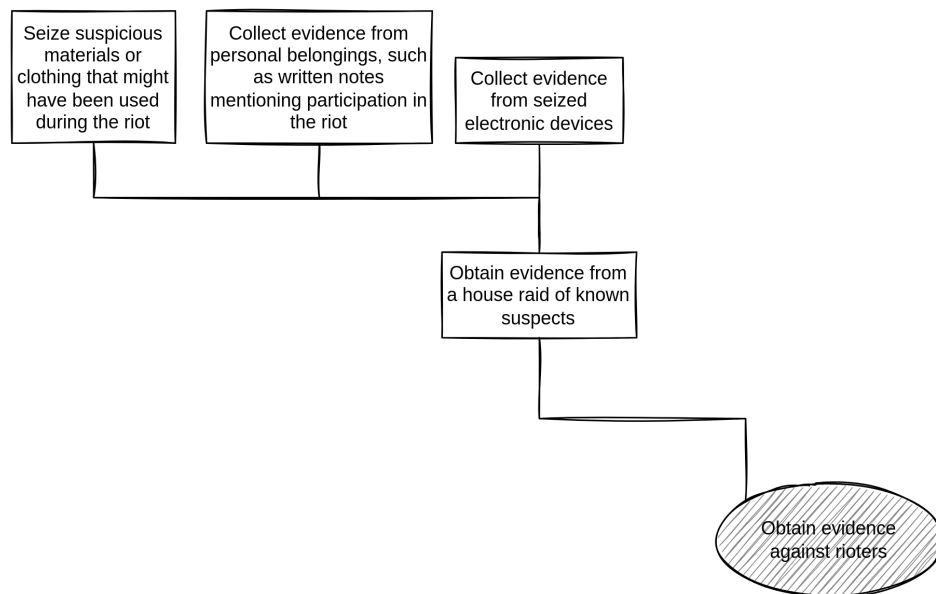 Seize suspicious
materials or
clothing that might
have been used
during the riot
Collect evidence from
personal belongings, such
as written notes
mentioning participation in
the riot
Collect evidence
from seized
electronic devices
Obtain evidence from
a house raid of known
suspects
Obtain evidence
against rioters